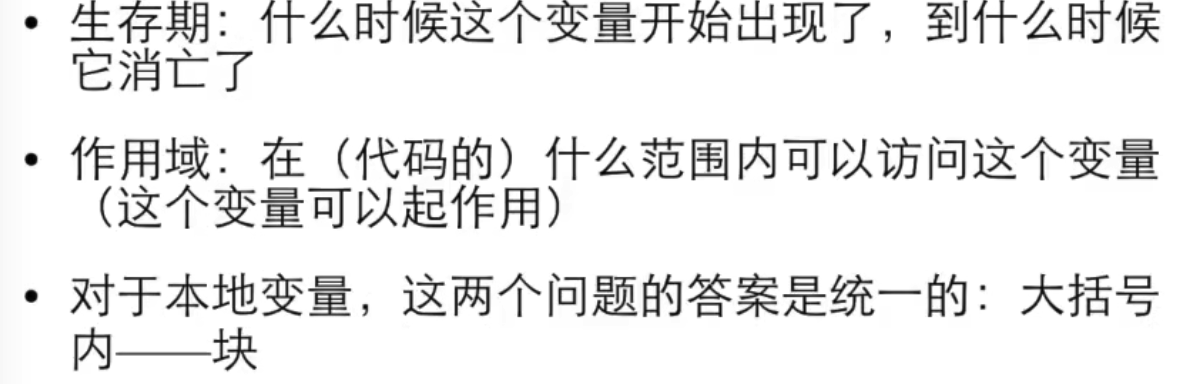 • 生存期：什么时候这个变量开始出现了，到什么时候
它消亡了
• 作用域：在（代码的）什么范围内可以访问这个变量
（这个变量可以起作用）
• 对于本地变量，这两个问题的答案是统一的：大括号
内——块